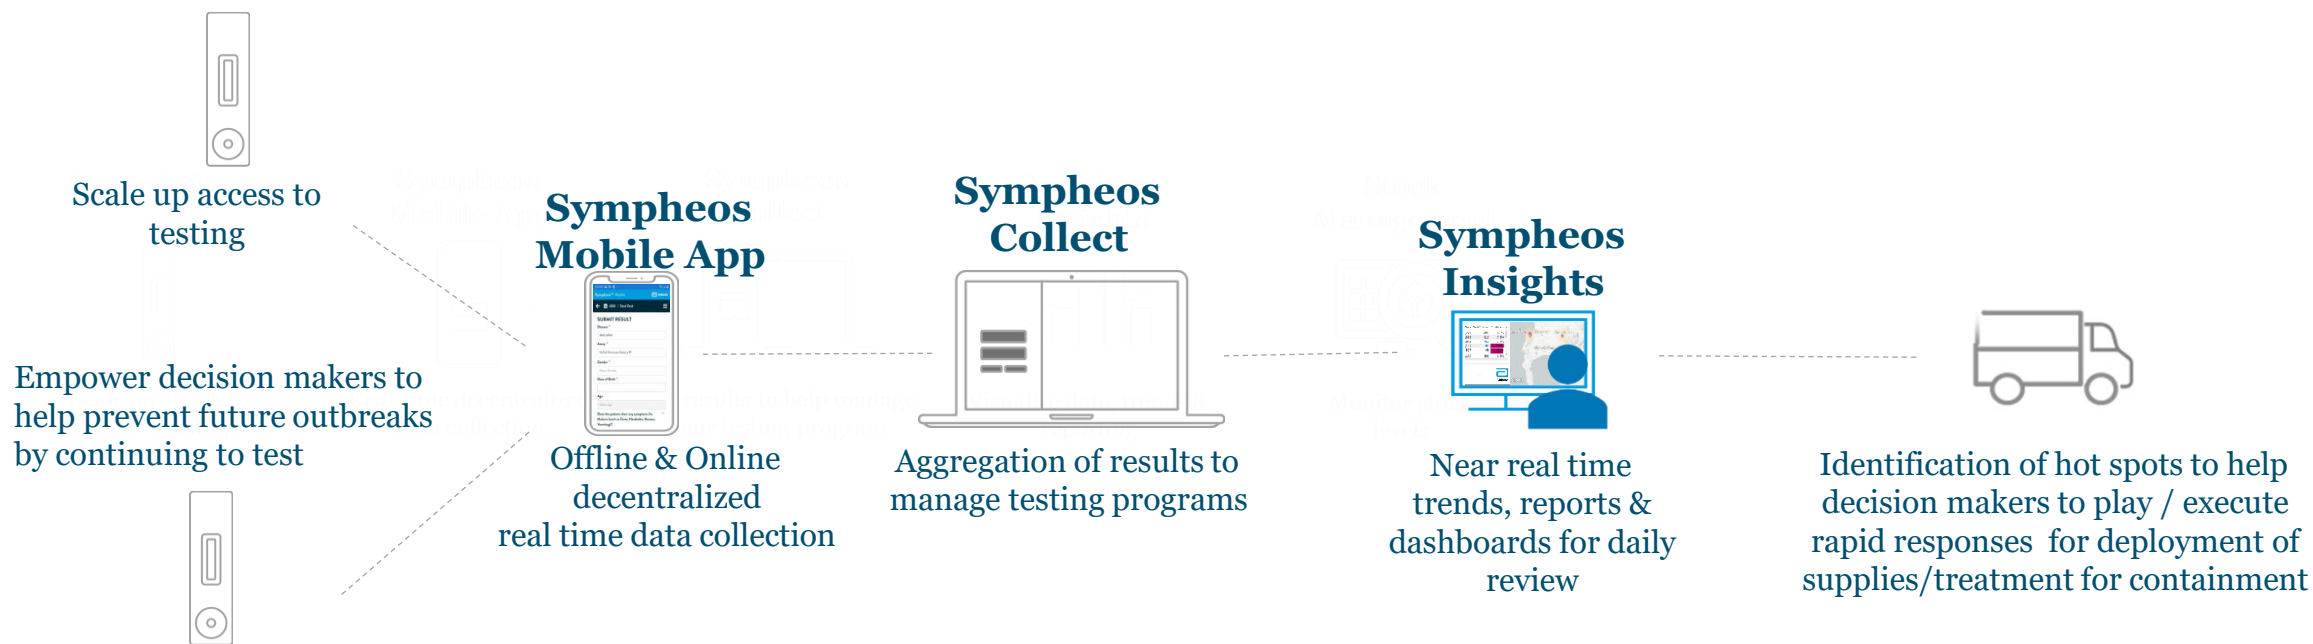 Scale up access to
testing
Empower decision makers to
help prevent future outbreaks
by continuing to test
Sympheos
Mobile App
SUBMIT RESULT
Offline & Online
decentralized
real time data collection
Sympheos
Collect
Aggregation of results to
manage testing programs
Sympheos
Insights
Near real time
trends, reports &
dashboards for daily
review
Identification of hot spots to help
decision makers to play / execute
rapid responses for deployment of
supplies/treatment for containment